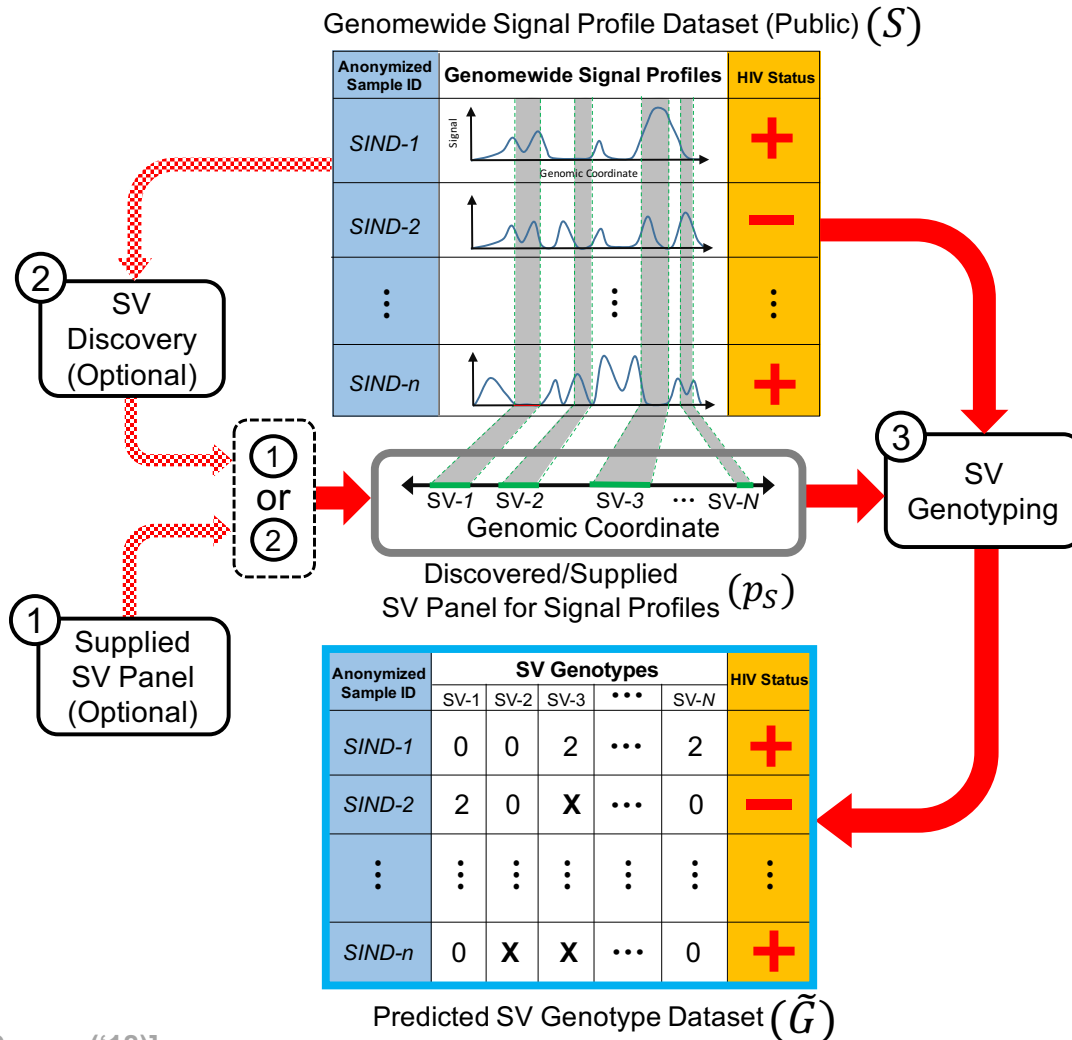 Genomewide Signal Profile Dataset (Public) (S)
Anonymized Sample ID
Genomewide Signal Profiles
HIV Status
SIND-1
Signal
Genomic Coordinate
+
SIND-2
−
⋮ ⋮ ⋮
SIND-n
+
2
SV
Discovery
(Optional)
1
or
2
1
Supplied
SV Panel
(Optional)
SV-1 SV-2 SV-3 ··· SV-N
Genomic Coordinate
Discovered/Supplied
SV Panel for Signal Profiles (p_S)
3
SV
Genotyping
Anonymized Sample ID
SV Genotypes
HIV Status
SV-1 SV-2 SV-3 ··· SV-N
SIND-1 0 0 2 ··· 2 +
SIND-2 2 0 X ··· 0 −
⋮ ⋮ ⋮ ⋮ ⋮ ⋮ ⋮
SIND-n 0 X X ··· 0 +
Predicted SV Genotype Dataset (G̃)